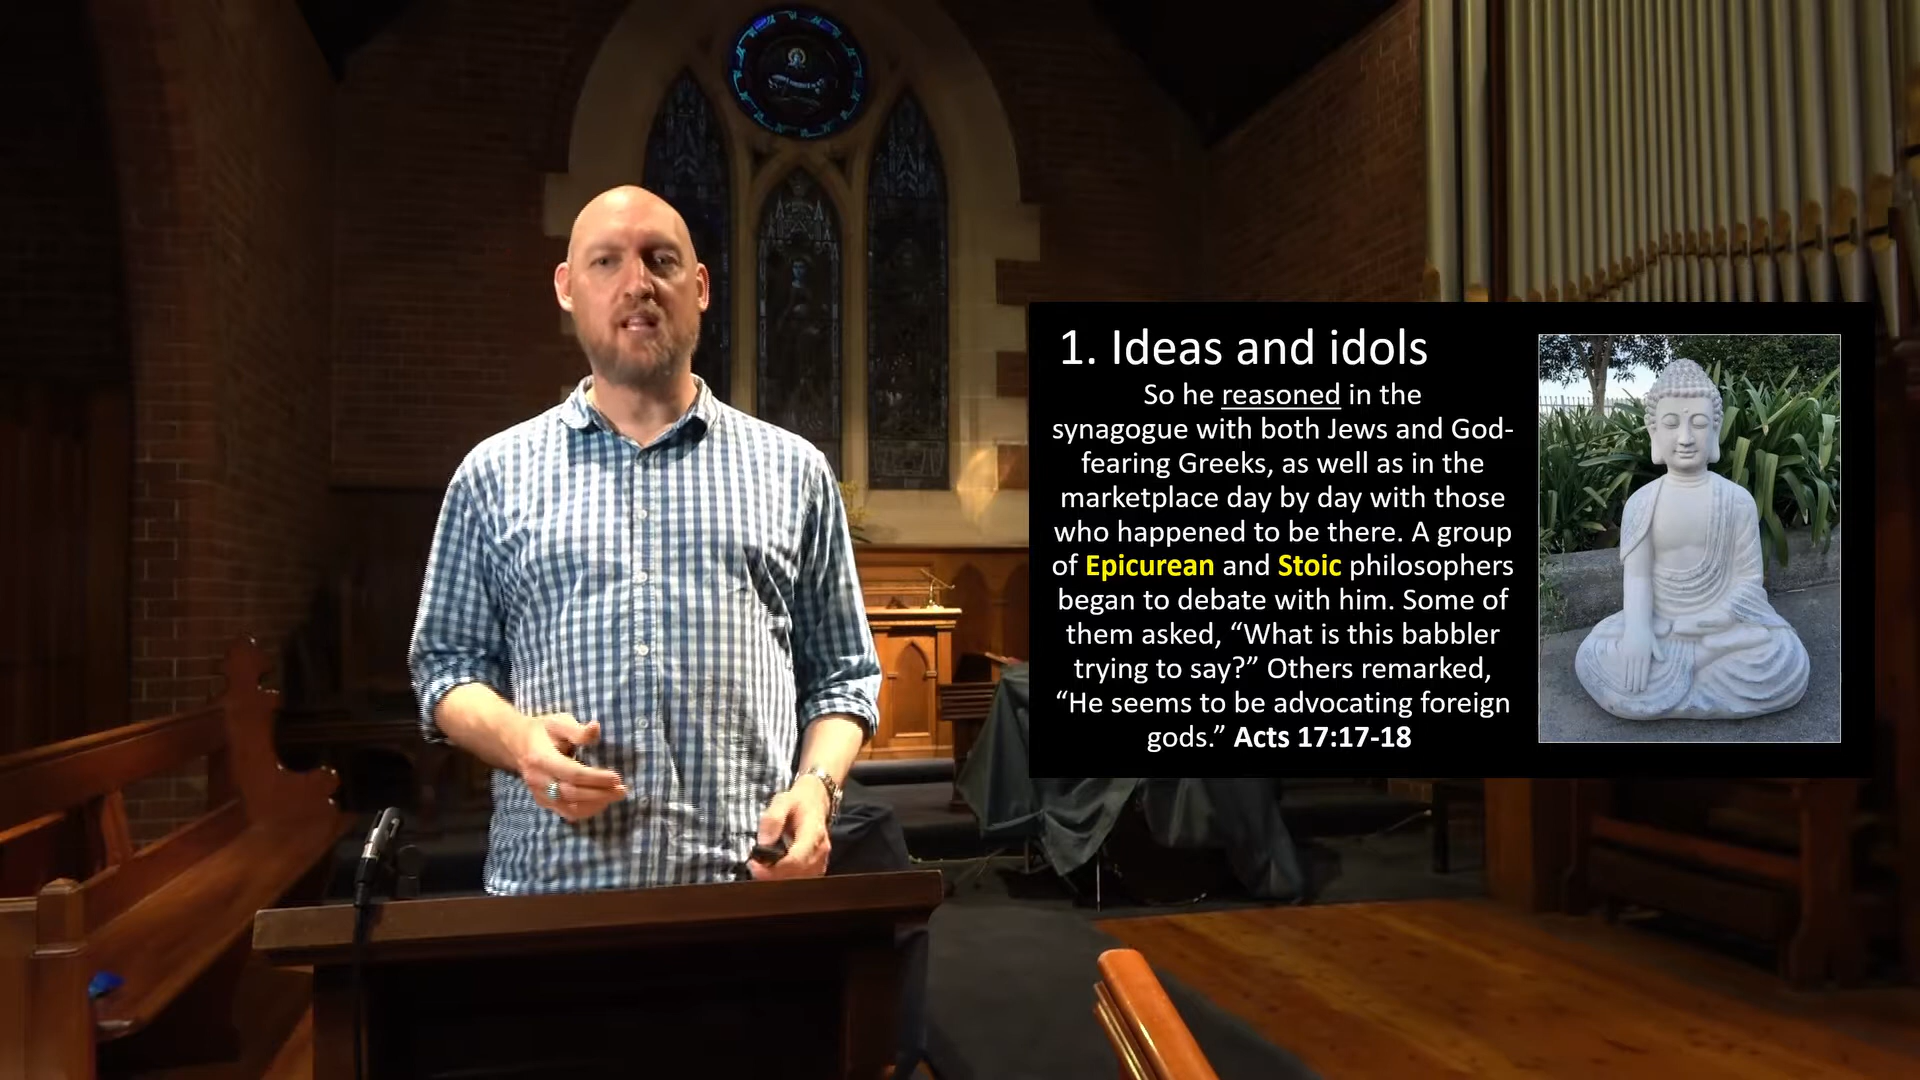 1. Ideas and idols
So he reasoned in the
synagogue with both Jews and God-
fearing Greeks, as well as in the
marketplace day by day with those
who happened to be there. A group
of Epicurean and Stoic philosophers
began to debate with him. Some of
them asked, “What is this babbler
trying to say?” Others remarked,
“He seems to be advocating foreign
gods.” Acts 17:17-18